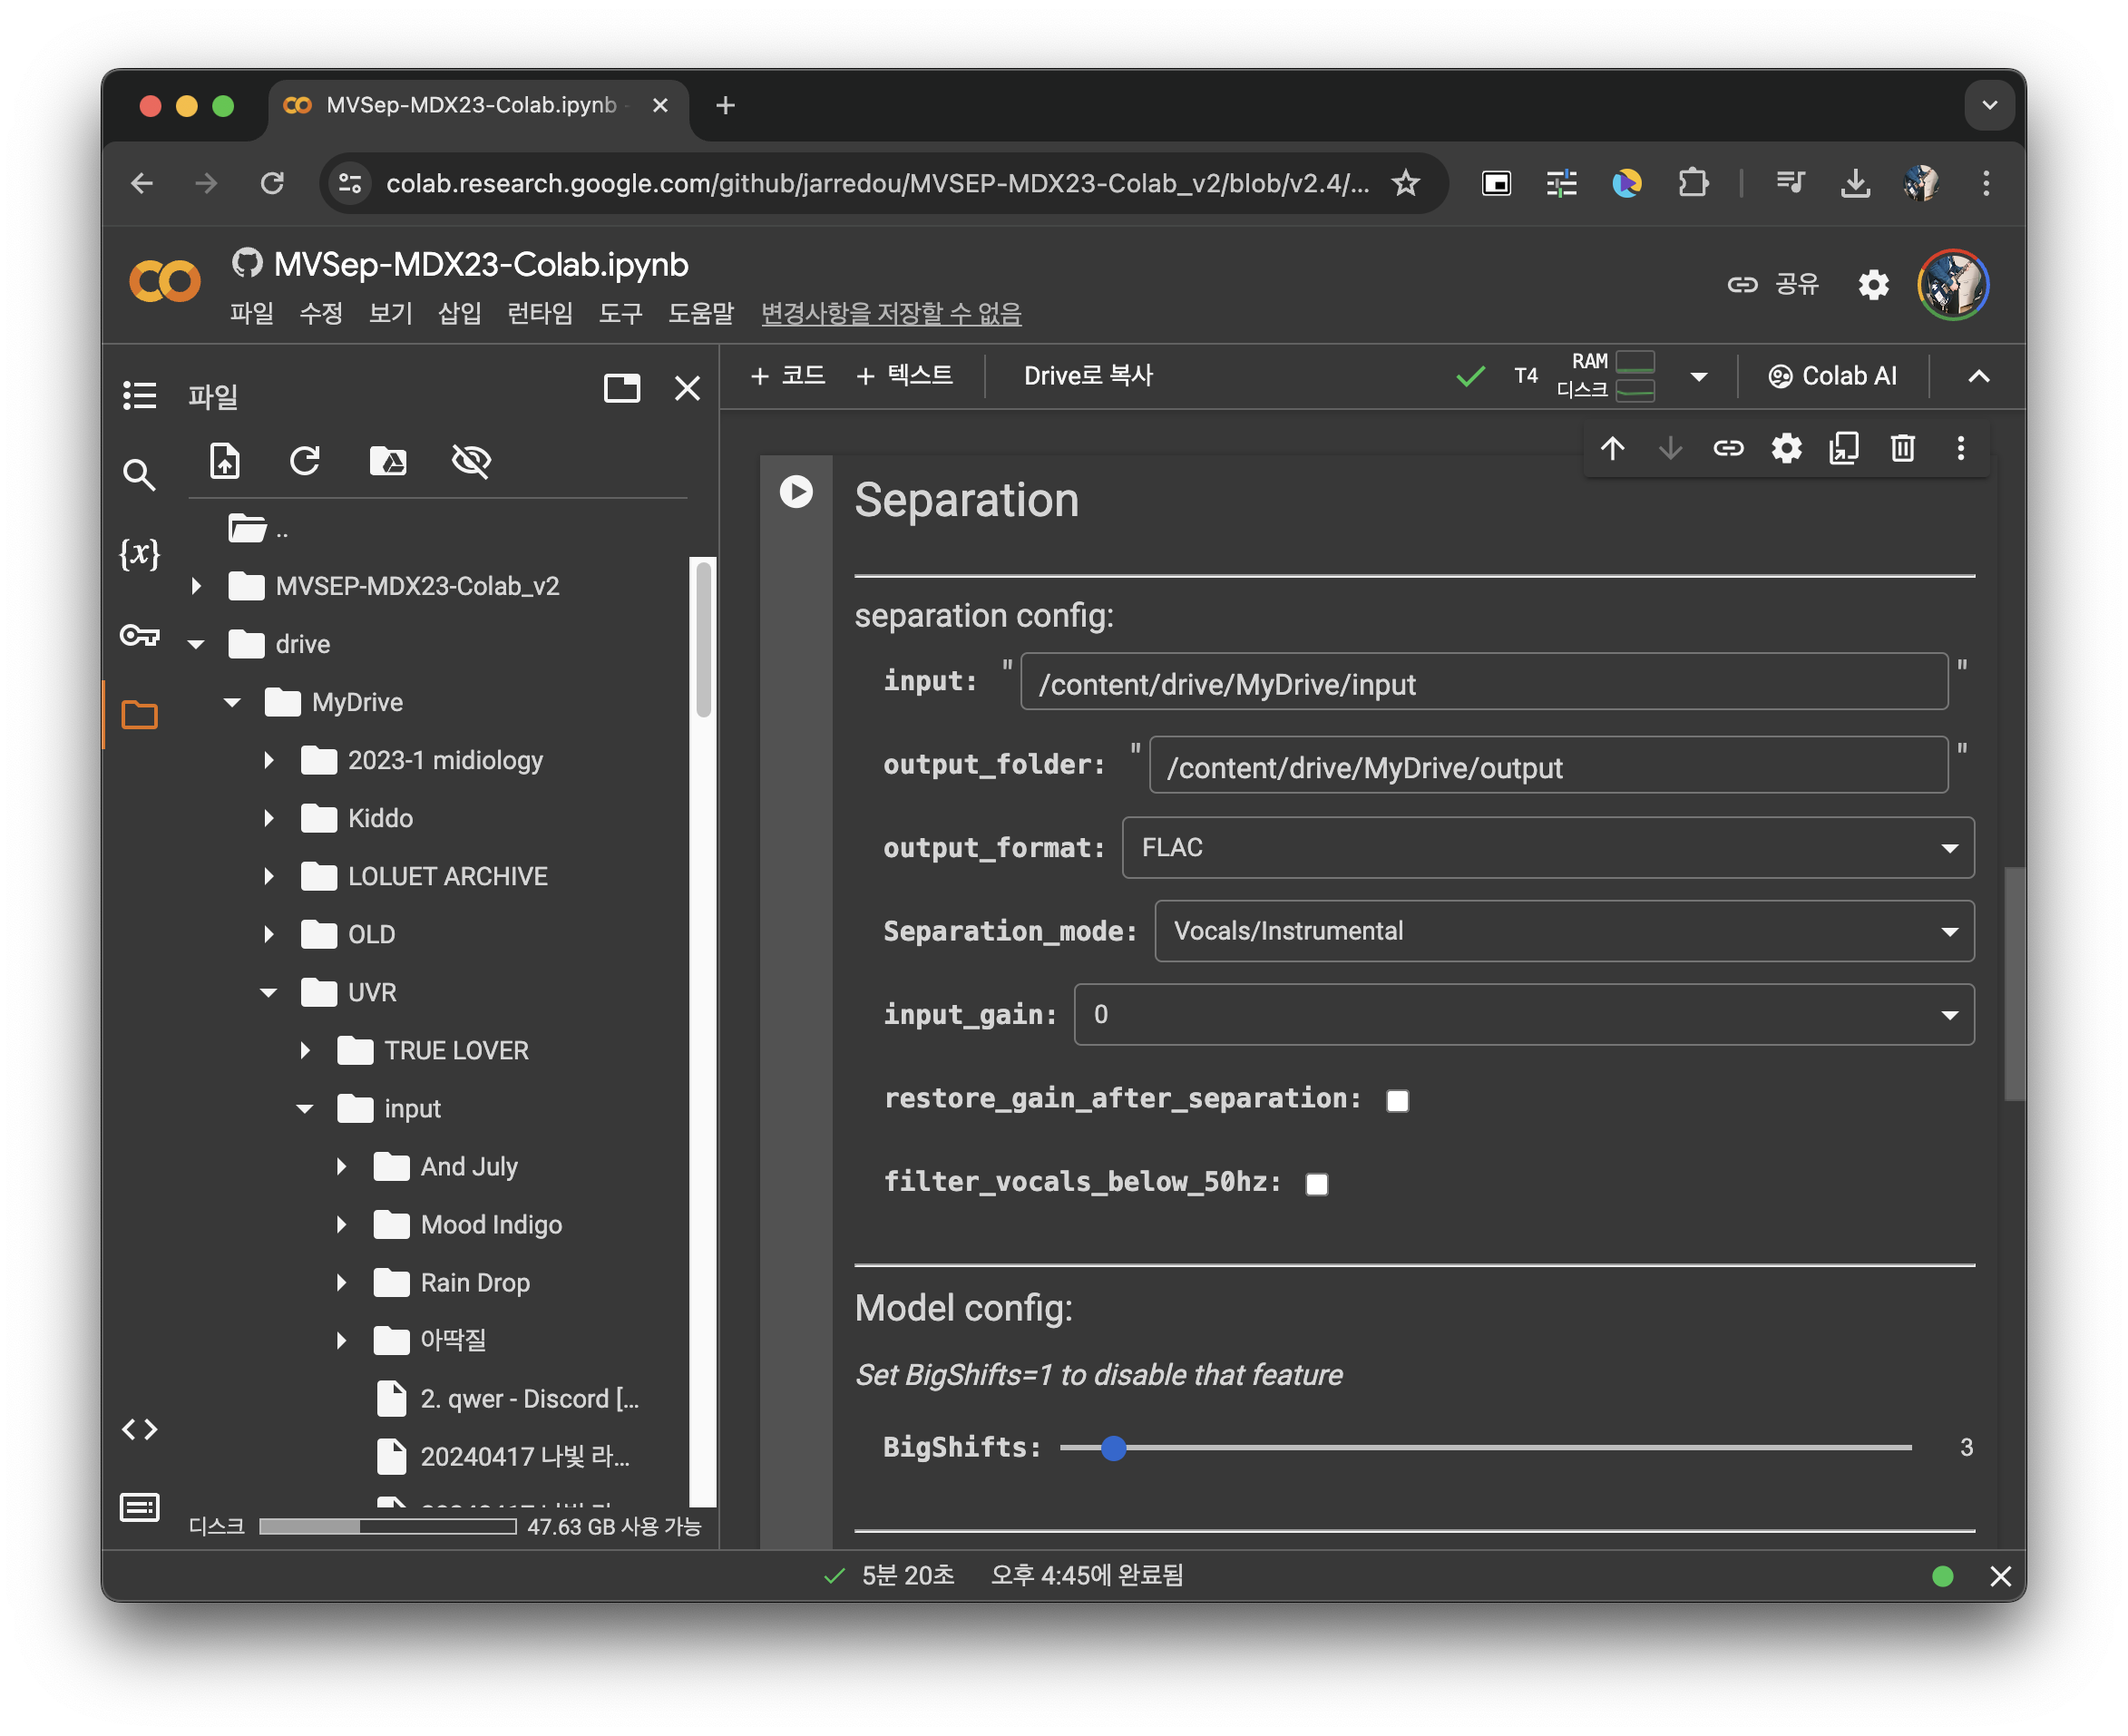 MVSep-MDX23-Colab.ipynb -
colab.research.google.com/github/jarredou/MVSEP-MDX23-Colab_v2/blob/v2.4/...
MVSep-MDX23-Colab.ipynb
파일 수정 보기 삽입 런타임 도구 도움말 변경사항을 저장할 수 없음
공유
파일
+ 코드 + 텍스트 Drive로 복사
T4 RAM 디스크 Colab AI
..
MVSEP-MDX23-Colab_v2
drive
MyDrive
2023-1 midiology
Kiddo
LOLUET ARCHIVE
OLD
UVR
TRUE LOVER
input
And July
Mood Indigo
Rain Drop
아딱질
2. qwer - Discord [...
20240417 나빛 라...
디스크 47.63 GB 사용 가능
{x}
Separation
separation config:
input: "/content/drive/MyDrive/input"
output_folder: "/content/drive/MyDrive/output"
output_format: FLAC
Separation_mode: Vocals/Instrumental
input_gain: 0
restore_gain_after_separation:
filter_vocals_below_50hz:
Model config:
Set BigShifts=1 to disable that feature
BigShifts: 3
5분 20초 오후 4:45에 완료됨